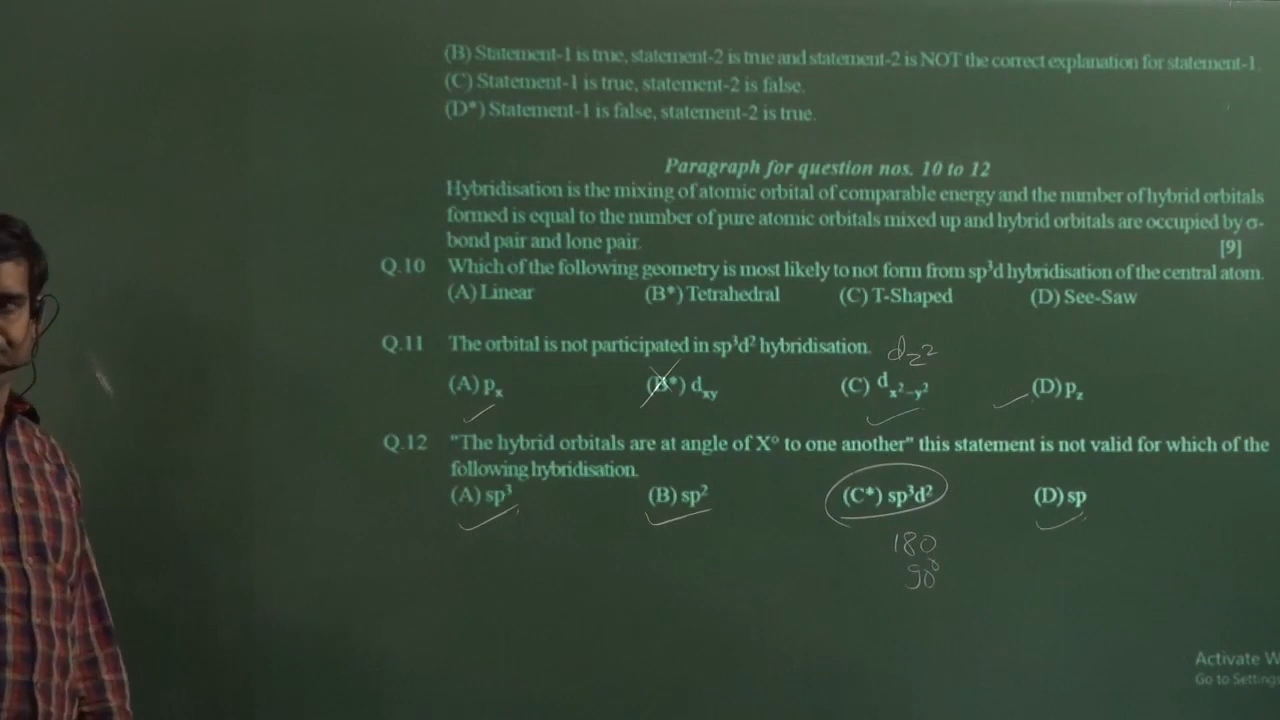 (B) Statement-1 is true, statement-2 is true and statement-2 is NOT the correct explanation for statement-1.
(C) Statement-1 is true, statement-2 is false.
(D*) Statement-1 is false, statement-2 is true.
Paragraph for question nos. 10 to 12
Hybridisation is the mixing of atomic orbital of comparable energy and the number of hybrid orbitals
formed is equal to the number of pure atomic orbitals mixed up and hybrid orbitals are occupied by σ-
bond pair and lone pair. [9]
Q.10 Which of the following geometry is most likely to not form from sp³d hybridisation of the central atom.
(A) Linear (B*) Tetrahedral (C) T-Shaped (D) See-Saw
Q.11 The orbital is not participated in sp³d² hybridisation. dz²
(A) pₓ (B*) dxy (C) dx²–y² (D) pz
Q.12 "The hybrid orbitals are at angle of X° to one another" this statement is not valid for which of the
following hybridisation.
(A) sp³ (B) sp² (C*) sp³d² (D) sp
180
90°
Activate W
Go to Settings